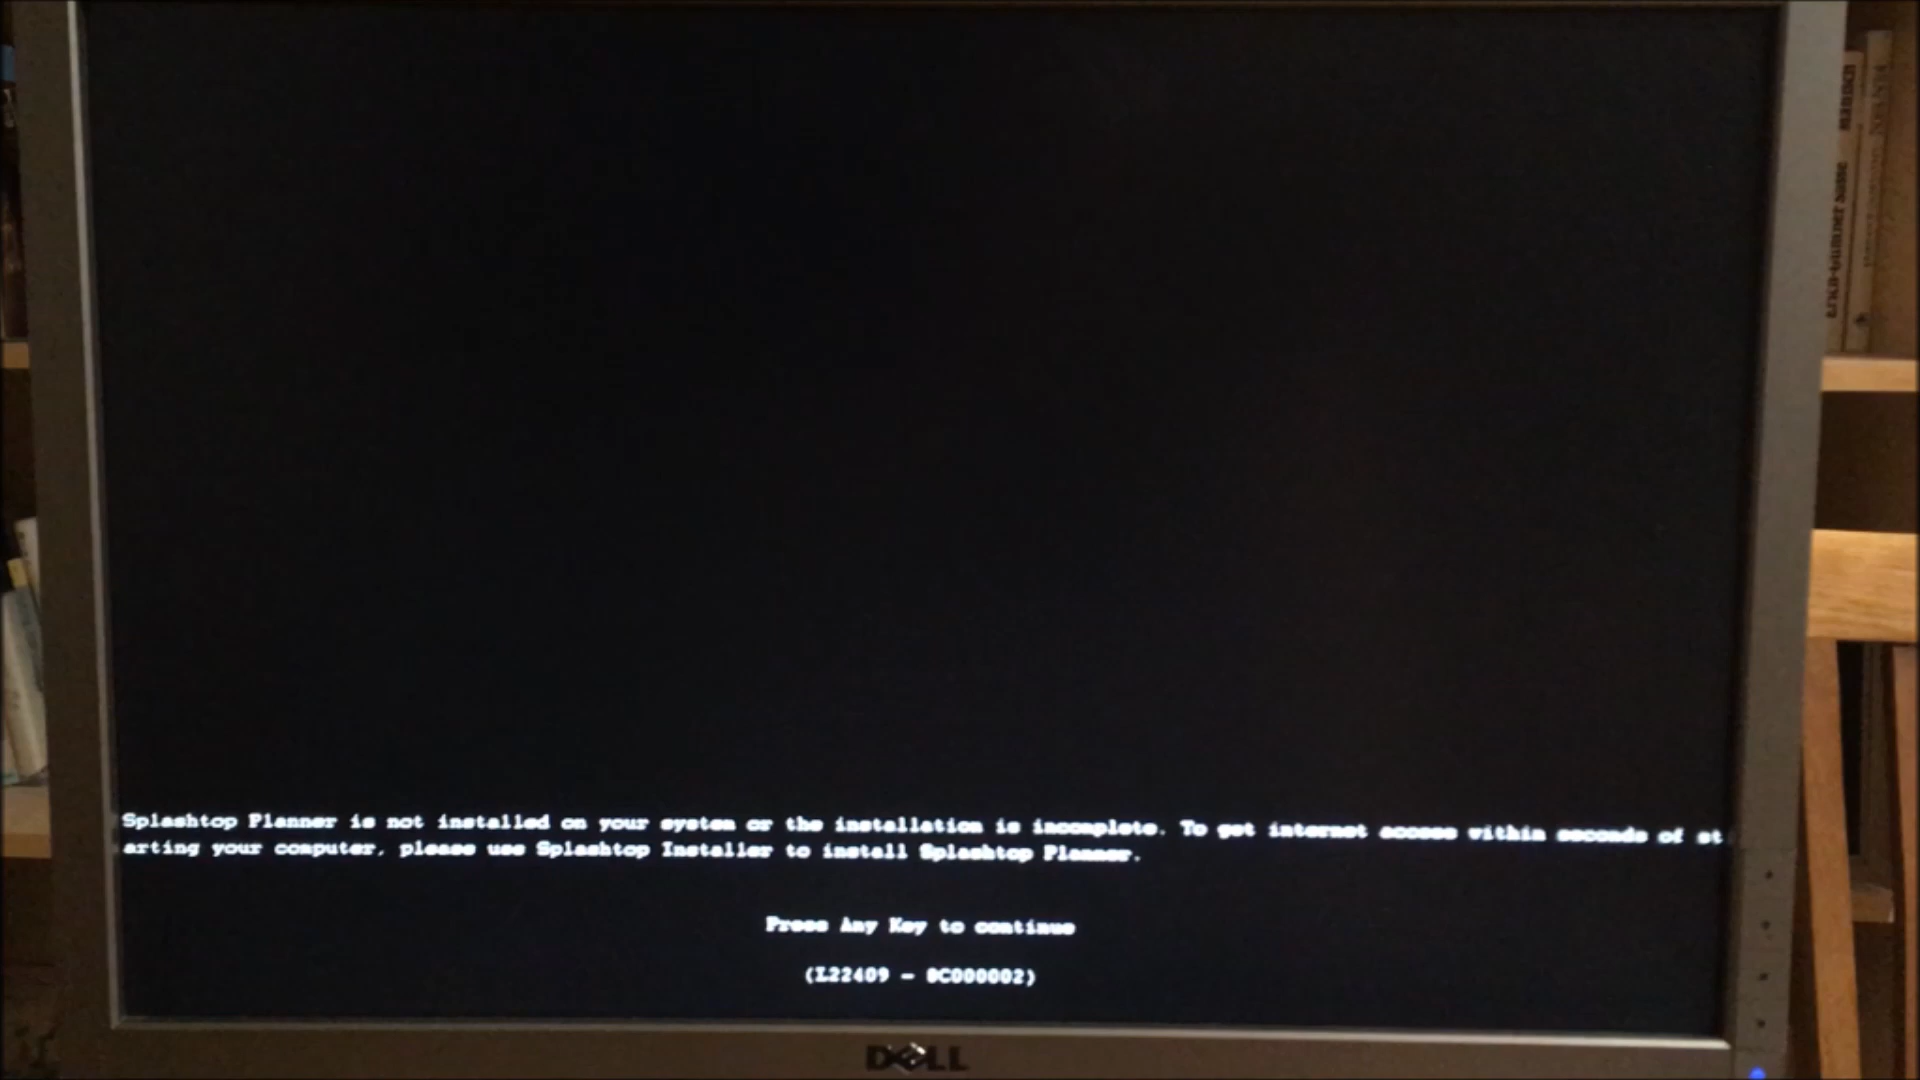 Splashtop Planner is not installed on your system or the installation is incomplete. To get internet access within seconds of st
arting your computer, please use Splashtop Installer to install Splashtop Planner.
Press Any Key to continue
(L22409 - 8C000002)
DELL